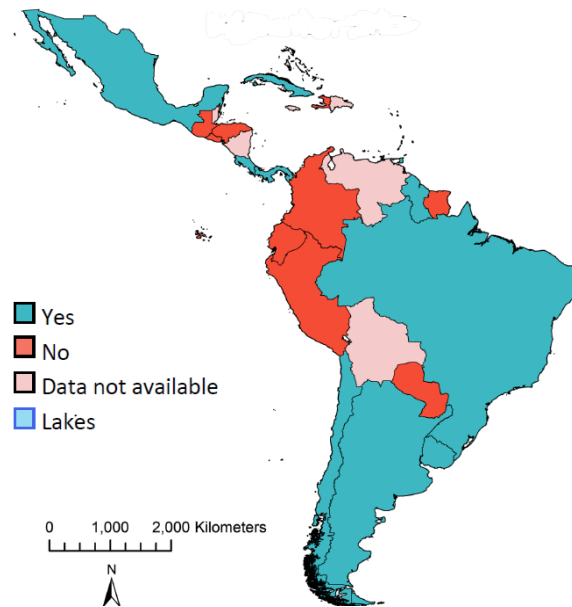 Yes
No
Data not available
Lakes
0 1,000 2,000 Kilometers
N